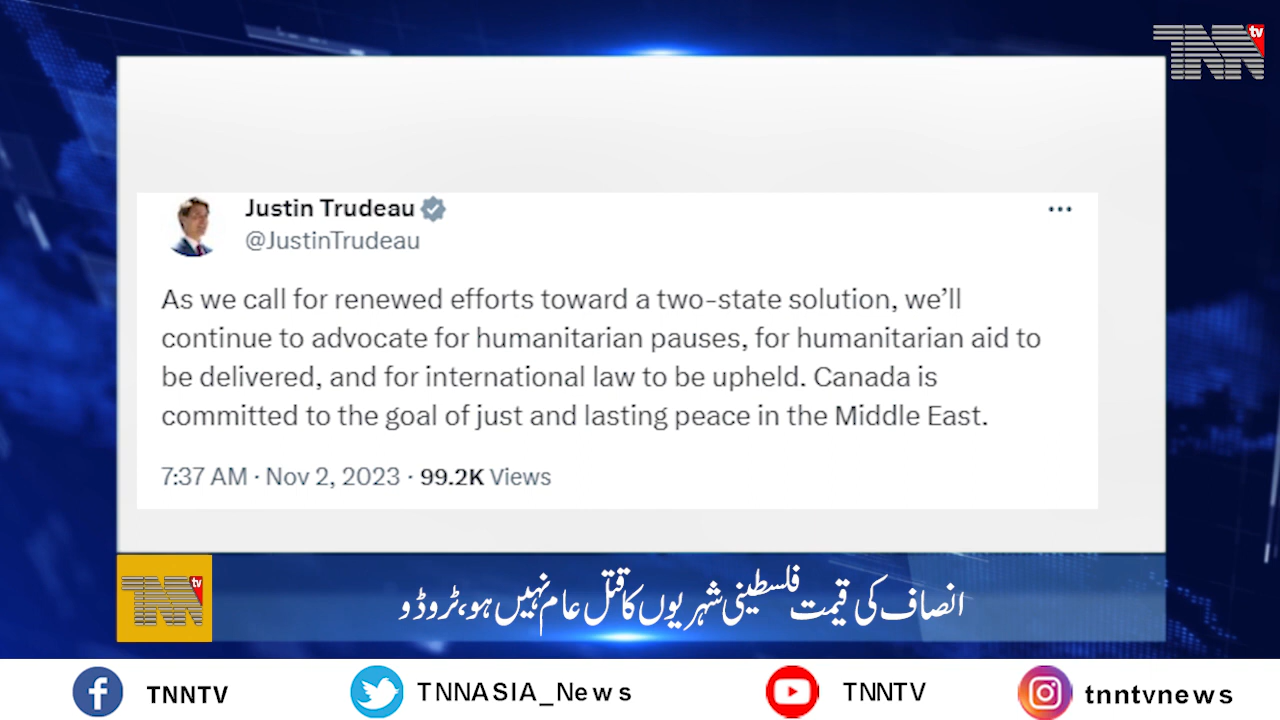 TNN tv
Justin Trudeau
@JustinTrudeau
As we call for renewed efforts toward a two-state solution, we’ll
continue to advocate for humanitarian pauses, for humanitarian aid to
be delivered, and for international law to be upheld. Canada is
committed to the goal of just and lasting peace in the Middle East.
7:37 AM · Nov 2, 2023 · 99.2K Views
TNN tv
انصاف کی قیمت فلسطینی شہریوں کا قتل عام نہیں ہو، ٹروڈو
TNNTV
TNNASIA_News
TNNTV
tnntvnews